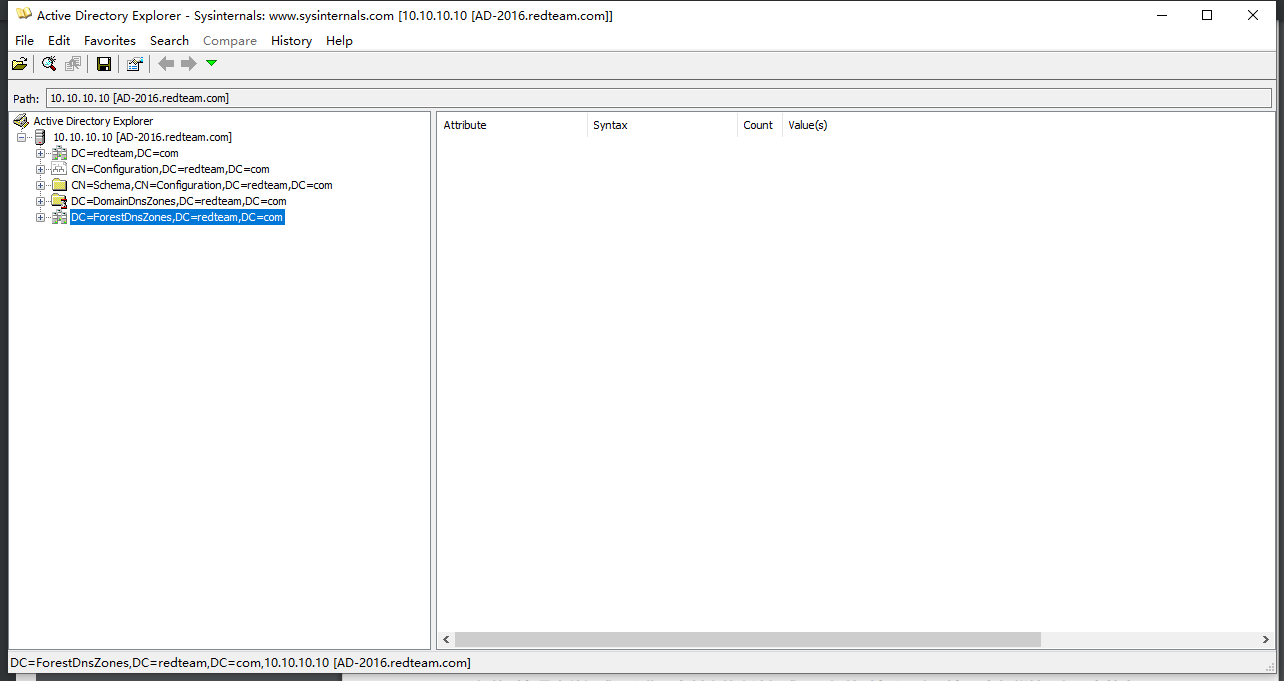 Active Directory Explorer - Sysinternals: www.sysinternals.com [10.10.10.10 [AD-2016.redteam.com]]
File Edit Favorites Search Compare History Help
Path: 10.10.10.10 [AD-2016.redteam.com]
Active Directory Explorer
10.10.10.10 [AD-2016.redteam.com]
DC=redteam,DC=com
CN=Configuration,DC=redteam,DC=com
CN=Schema,CN=Configuration,DC=redteam,DC=com
DC=DomainDnsZones,DC=redteam,DC=com
DC=ForestDnsZones,DC=redteam,DC=com
Attribute Syntax Count Value(s)
DC=ForestDnsZones,DC=redteam,DC=com,10.10.10.10 [AD-2016.redteam.com]